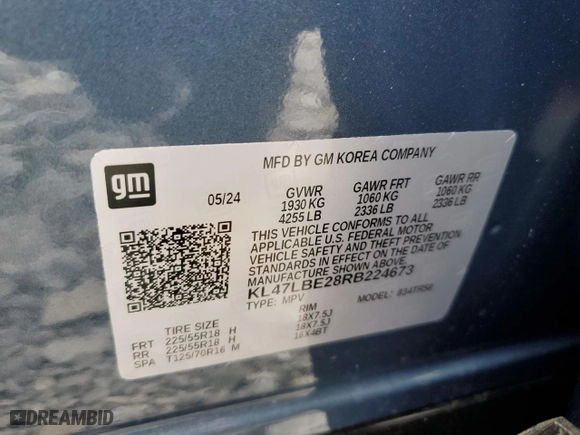 MFD BY GM KOREA COMPANY
gm
05/24 GVWR GAWR FRT GAWR RR
1930 KG 1060 KG 1060 KG
4255 LB 2336 LB 2336 LB
THIS VEHICLE CONFORMS TO ALL
APPLICABLE U.S. FEDERAL MOTOR
VEHICLE SAFETY AND THEFT PREVENTION
STANDARDS IN EFFECT ON THE DATE OF
MANUFACTURE SHOWN ABOVE.
KL47LBE28RB224673
TYPE: MPV MODEL:
TIRE SIZE RIM
FRT 225/55R18 H 18X7.5J
RR 225/55R18 H 18X7.5J
SPA T125/70R16 M 16X4BT
DREAMBID